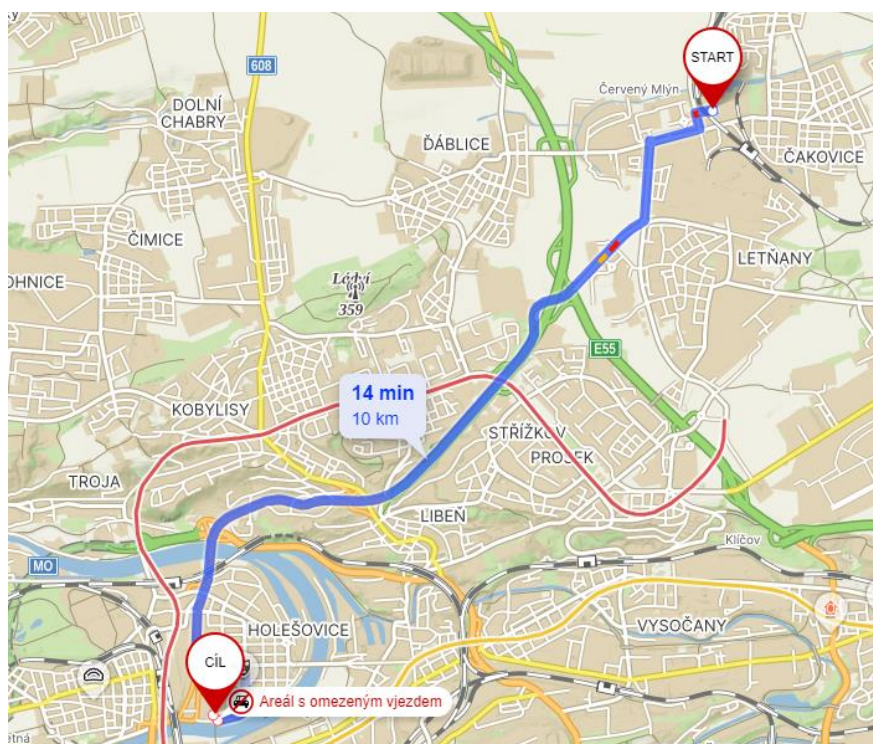 START
608
Červený Mlýn
DOLNÍ
CHABRY
ĎÁBLICE
ČAKOVICE
ČIMICE
LETŇANY
OHNICE
Ládví
359
E55
14 min
10 km
KOBYLISY
STŘÍŽKOV
PROSEK
TROJA
LIBEŇ
Klíčov
MO
HOLEŠOVICE
VYSOČANY
CÍL
Areál s omezeným vjezdem
etná